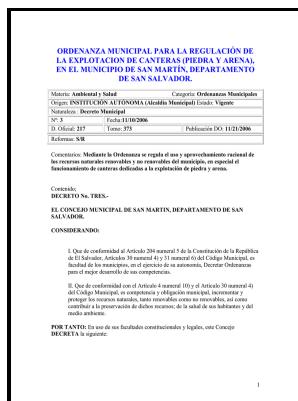 ORDENANZA MUNICIPAL PARA LA REGULACIÓN DE
LA EXPLOTACION DE CANTERAS (PIEDRA Y ARENA),
EN EL MUNICIPIO DE SAN MARTÍN, DEPARTAMENTO
DE SAN SALVADOR.
Materia: Ambiental y Salud Categoría: Ordenanzas Municipales
Origen: INSTITUCIÓN AUTÓNOMA (Alcaldía Municipal) Estado: Vigente
Naturaleza : Decreto Municipal
Nº: 3 Fecha:11/10/2006
D. Oficial: 217 Tomo: 373 Publicación DO: 11/21/2006
Reformas: S/R
Comentarios: Mediante la Ordenanza se regula el uso y aprovechamiento racional de
los recursos naturales renovables y no renovables del municipio, en especial el
funcionamiento de canteras dedicadas a la explotación de piedra y arena.
Contenido;
DECRETO No. TRES.-
EL CONCEJO MUNICIPAL DE SAN MARTIN, DEPARTAMENTO DE SAN
SALVADOR.
CONSIDERANDO:
I. Que de conformidad al Artículo 204 numeral 5 de la Constitución de la República
de El Salvador, Artículos 30 numeral 4) y 31 numeral 6) del Código Municipal, es
facultad de los municipios, en el ejercicio de su autonomía, Decretar Ordenanzas
para el mejor desarrollo de sus competencias.
II. Que de conformidad con el Artículo 4 numeral 10) y el Artículo 30 numeral 4)
del Código Municipal, es competencia y obligación municipal, incrementar y
proteger los recursos naturales, tanto renovables como no renovables, así como
contribuir a la preservación de dichos recursos; de la salud de sus habitantes y del
medio ambiente.
POR TANTO: En uso de sus facultades constitucionales y legales, este Concejo
DECRETA la siguiente:
1